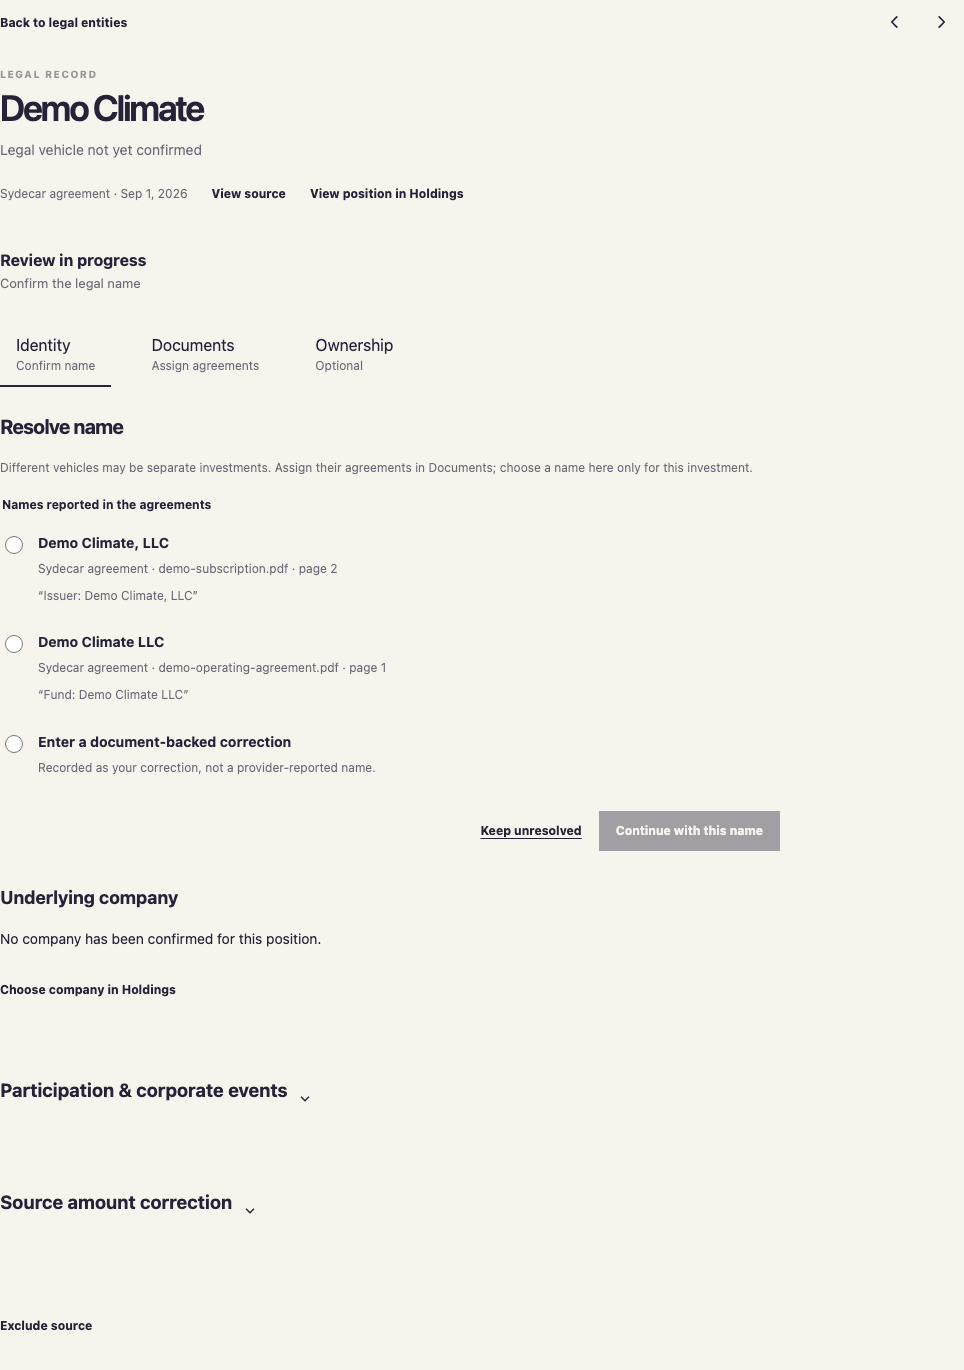 Back to legal entities
LEGAL RECORD
Demo Climate
Legal vehicle not yet confirmed
Sydecar agreement · Sep 1, 2026 View source View position in Holdings
Review in progress
Confirm the legal name
Identity Documents Ownership
Confirm name Assign agreements Optional
Resolve name
Different vehicles may be separate investments. Assign their agreements in Documents; choose a name here only for this investment.
Names reported in the agreements
Demo Climate, LLC
Sydecar agreement · demo-subscription.pdf · page 2
“Issuer: Demo Climate, LLC”
Demo Climate LLC
Sydecar agreement · demo-operating-agreement.pdf · page 1
“Fund: Demo Climate LLC”
Enter a document-backed correction
Recorded as your correction, not a provider-reported name.
Keep unresolved Continue with this name
Underlying company
No company has been confirmed for this position.
Choose company in Holdings
Participation & corporate events
Source amount correction
Exclude source